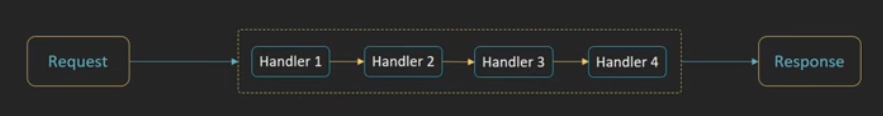 Request
Handler 1
Handler 2
Handler 3
Handler 4
Response